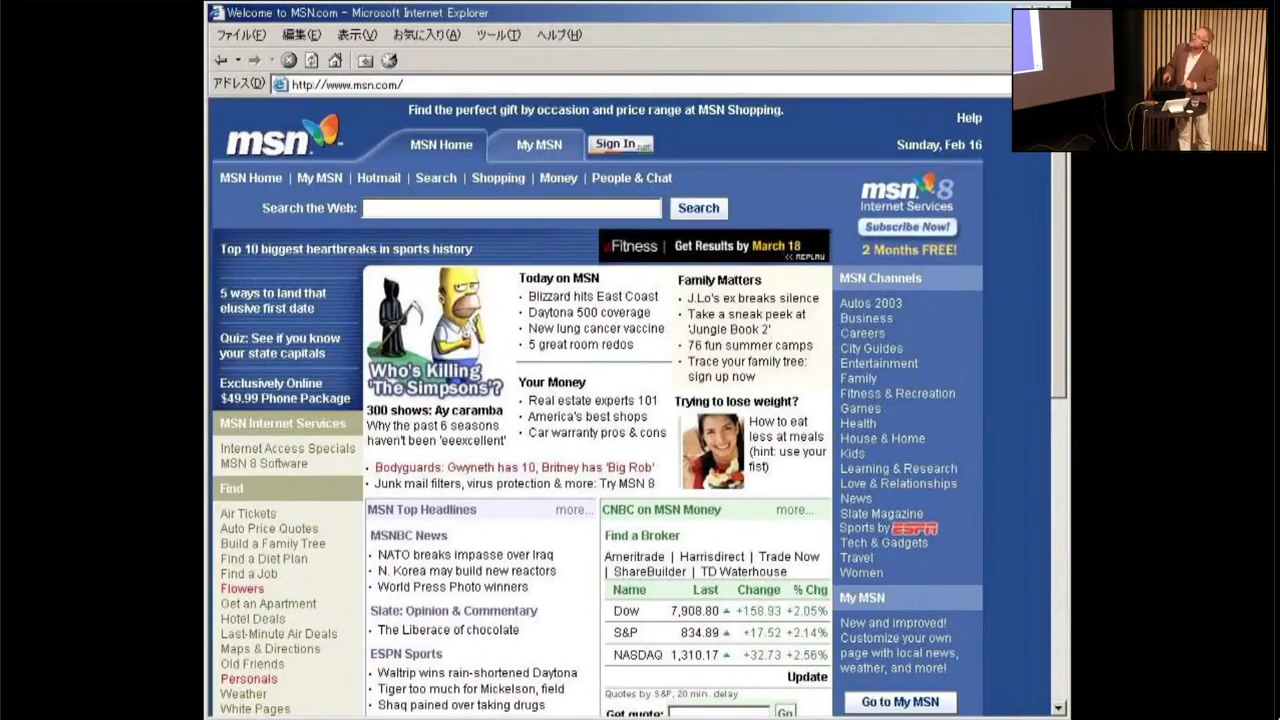 Welcome to MSN.com - Microsoft Internet Explorer
ファイル(F) 編集(E) 表示(V) お気に入り(A) ツール(T) ヘルプ(H)
アドレス(D) http://www.msn.com/
Find the perfect gift by occasion and price range at MSN Shopping.
Help
msn
MSN Home My MSN Sign In .net
Sunday, Feb 16
MSN Home | My MSN | Hotmail | Search | Shopping | Money | People & Chat
Search the Web: Search
msn 8
Internet Services
Subscribe Now!
2 Months FREE!
Top 10 biggest heartbreaks in sports history
5 ways to land that
elusive first date
Quiz: See if you know
your state capitals
Exclusively Online
$49.99 Phone Package
MSN Internet Services
Internet Access Specials
MSN 8 Software
Find
Air Tickets
Auto Price Quotes
Build a Family Tree
Find a Diet Plan
Find a Job
Flowers
Get an Apartment
Hotel Deals
Last-Minute Air Deals
Maps & Directions
Old Friends
Personals
Weather
White Pages
eFitness | Get Results by March 18
<< REPLAY
Who's Killing
'The Simpsons'?
300 shows: Ay caramba
Why the past 6 seasons
haven't been 'eeexcellent'
Today on MSN
· Blizzard hits East Coast
· Daytona 500 coverage
· New lung cancer vaccine
· 5 great room redos
Your Money
· Real estate experts 101
· America's best shops
· Car warranty pros & cons
Family Matters
· J.Lo's ex breaks silence
· Take a sneak peek at
'Jungle Book 2'
· 76 fun summer camps
· Trace your family tree:
sign up now
Trying to lose weight?
How to eat
less at meals
(hint: use your
fist)
· Bodyguards: Gwyneth has 10, Britney has 'Big Rob'
· Junk mail filters, virus protection & more: Try MSN 8
MSN Top Headlines more...
MSNBC News
· NATO breaks impasse over Iraq
· N. Korea may build new reactors
· World Press Photo winners
Slate: Opinion & Commentary
· The Liberace of chocolate
ESPN Sports
· Waltrip wins rain-shortened Daytona
· Tiger too much for Mickelson, field
· Shaq pained over taking drugs
CNBC on MSN Money more...
Find a Broker
Ameritrade | Harrisdirect | Trade Now
| ShareBuilder | TD Waterhouse
Name Last Change % Chg
Dow 7,908.80 +158.93 +2.05%
S&P 834.89 +17.52 +2.14%
NASDAQ 1,310.17 +32.73 +2.56%
Update
Quotes by S&P, 20 min. delay
Get quote: Go
MSN Channels
Autos 2003
Business
Careers
City Guides
Entertainment
Family
Fitness & Recreation
Games
Health
House & Home
Kids
Learning & Research
Love & Relationships
News
Slate Magazine
Sports by ESPN
Tech & Gadgets
Travel
Women
My MSN
New and improved!
Customize your own
page with local news,
weather, and more!
Go to My MSN